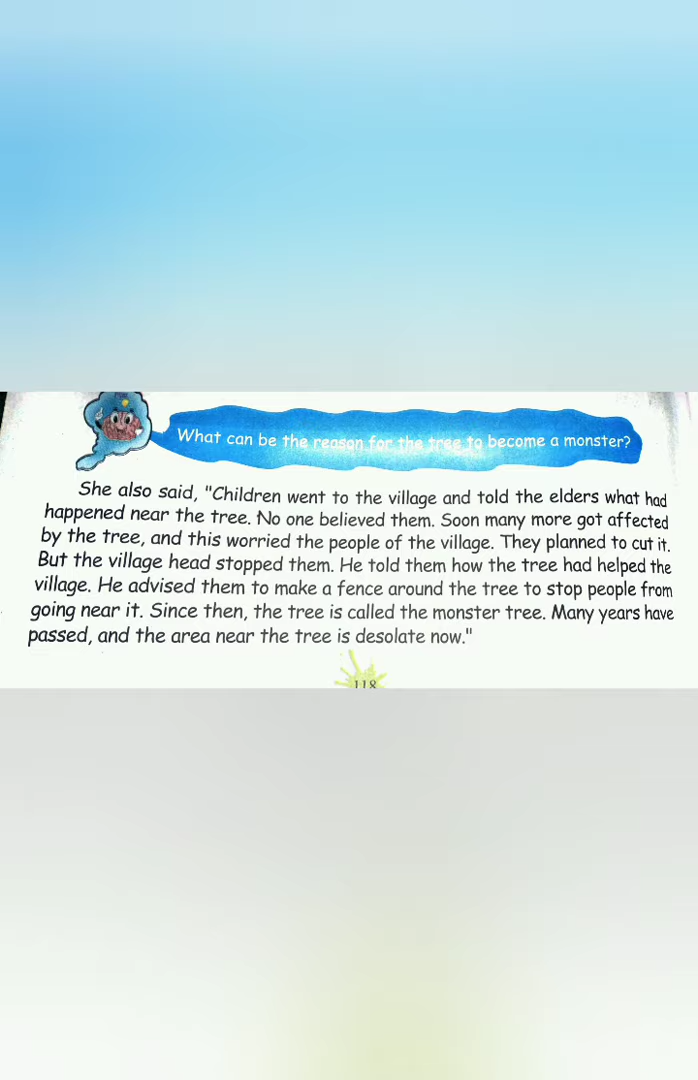 What can be the reason for the tree to become a monster?
She also said, "Children went to the village and told the elders what had
happened near the tree. No one believed them. Soon many more got affected
by the tree, and this worried the people of the village. They planned to cut it.
But the village head stopped them. He told them how the tree had helped the
village. He advised them to make a fence around the tree to stop people from
going near it. Since then, the tree is called the monster tree. Many years have
passed, and the area near the tree is desolate now."
118